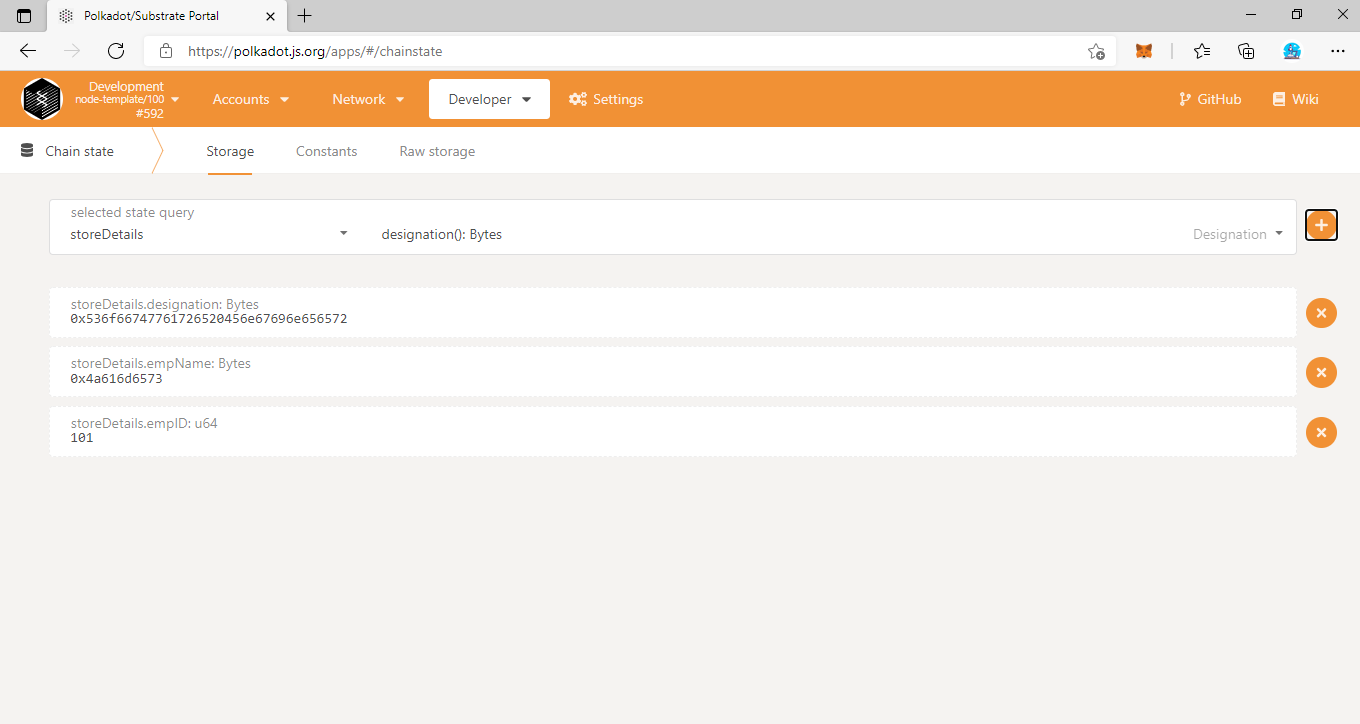 Polkadot/Substrate Portal
https://polkadot.js.org/apps/#/chainstate
Development
node-template/100
#592
Accounts
Network
Developer
Settings
GitHub
Wiki
Chain state
Storage
Constants
Raw storage
selected state query
storeDetails
designation(): Bytes
Designation
storeDetails.designation: Bytes
0x536f66747761726520456e67696e656572
storeDetails.empName: Bytes
0x4a616d6573
storeDetails.empID: u64
101